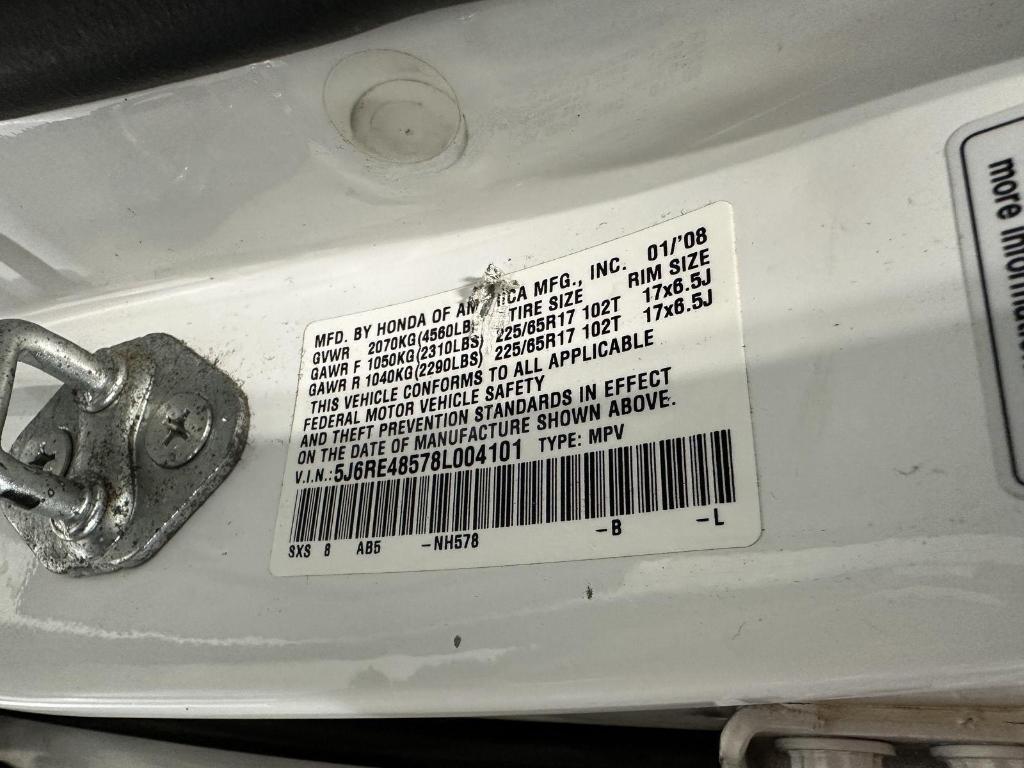 MFD. BY HONDA OF AMERICA MFG., INC. 01/'08
GVWR 2070KG(4560LBS) TIRE SIZE RIM SIZE
GAWR F 1050KG(2310LBS) 225/65R17 102T 17x6.5J
GAWR R 1040KG(2290LBS) 225/65R17 102T 17x6.5J
THIS VEHICLE CONFORMS TO ALL APPLICABLE
FEDERAL MOTOR VEHICLE SAFETY
AND THEFT PREVENTION STANDARDS IN EFFECT
ON THE DATE OF MANUFACTURE SHOWN ABOVE.
V.I.N.:5J6RE48578L004101 TYPE: MPV
SXS 8 AB5 -NH578 -B -L
more